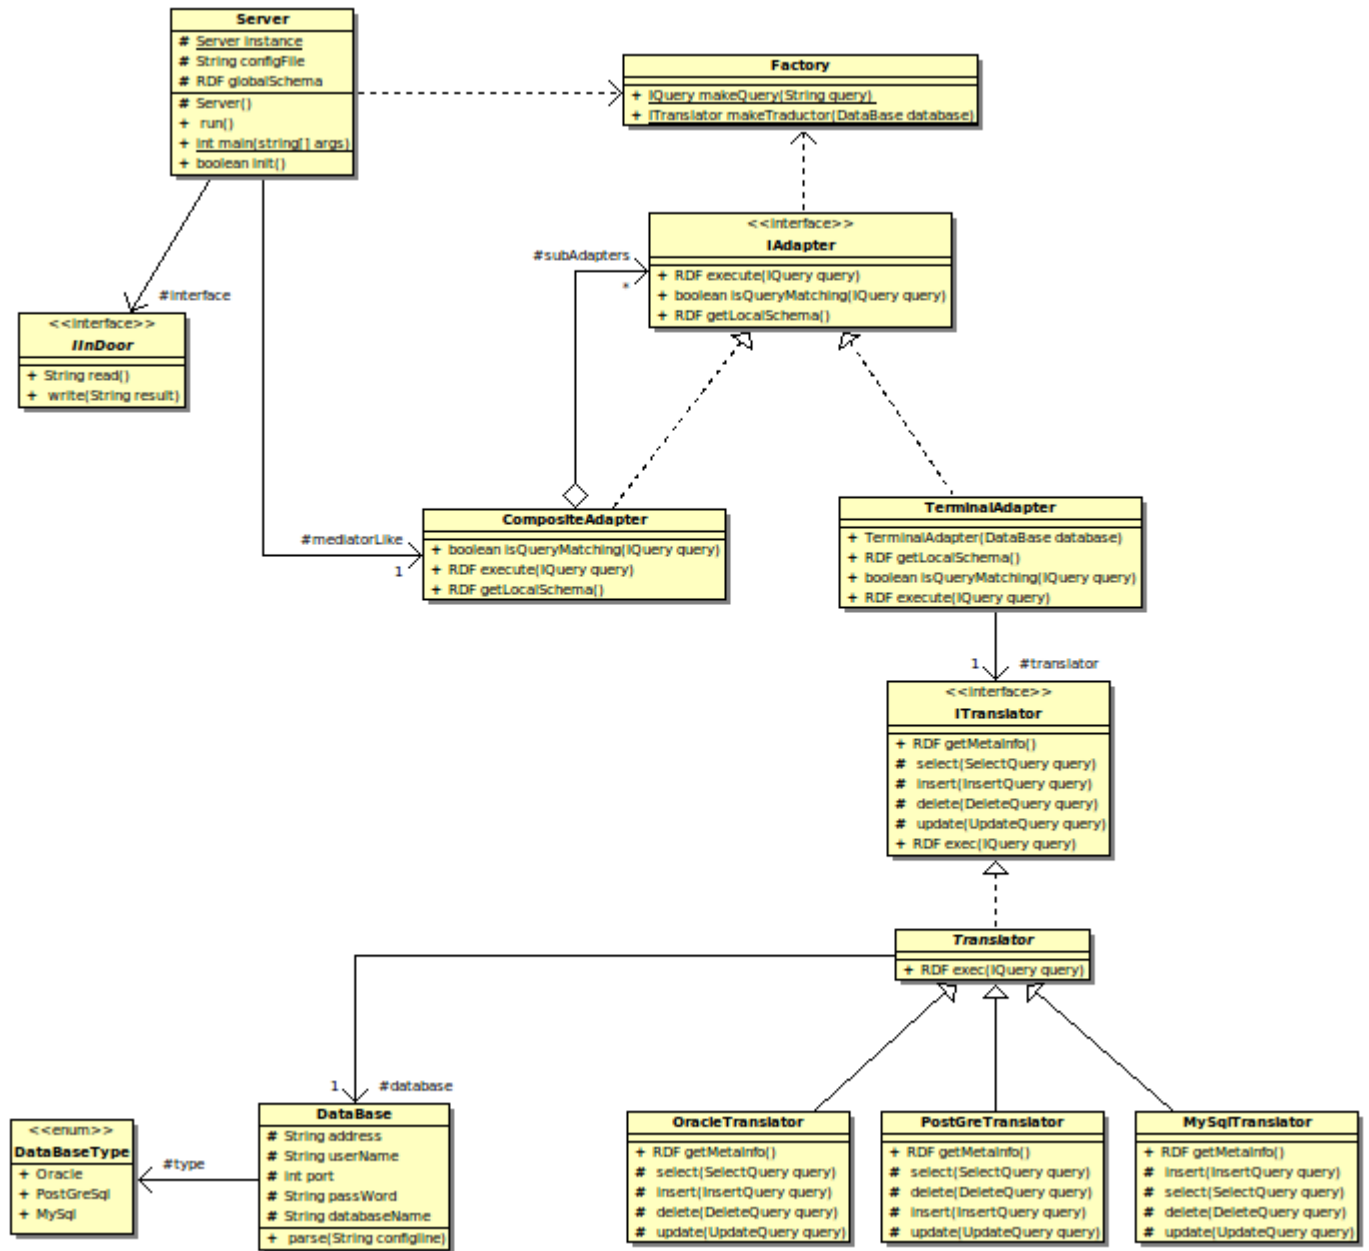 Server
# Server instance
# String configFile
# RDF globalSchema
# Server()
+ run()
+ int main(string[] args)
+ boolean init()
Factory
+ IQuery makeQuery(String query)
+ ITranslator makeTraductor(DataBase database)
<<interface>>
IAdapter
+ RDF execute(IQuery query)
+ boolean isQueryMatching(IQuery query)
+ RDF getLocalSchema()
#subAdapters
*
#interface
<<interface>>
IInDoor
+ String read()
+ write(String result)
#mediatorLike
1
CompositeAdapter
+ boolean isQueryMatching(IQuery query)
+ RDF execute(IQuery query)
+ RDF getLocalSchema()
TerminalAdapter
+ TerminalAdapter(DataBase database)
+ RDF getLocalSchema()
+ boolean isQueryMatching(IQuery query)
+ RDF execute(IQuery query)
1 #translator
<<interface>>
ITranslator
+ RDF getMetaInfo()
# select(SelectQuery query)
# insert(InsertQuery query)
# delete(DeleteQuery query)
# update(UpdateQuery query)
+ RDF exec(IQuery query)
Translator
+ RDF exec(IQuery query)
1 #database
DataBase
# String address
# String userName
# int port
# String passWord
# String databaseName
+ parse(String configline)
#type
<<enum>>
DataBaseType
+ Oracle
+ PostGreSql
+ MySql
OracleTranslator
+ RDF getMetaInfo()
# select(SelectQuery query)
# insert(InsertQuery query)
# delete(DeleteQuery query)
# update(UpdateQuery query)
PostGreTranslator
+ RDF getMetaInfo()
# select(SelectQuery query)
# delete(DeleteQuery query)
# insert(InsertQuery query)
# update(UpdateQuery query)
MySqlTranslator
+ RDF getMetaInfo()
# insert(InsertQuery query)
# select(SelectQuery query)
# delete(DeleteQuery query)
# update(UpdateQuery query)